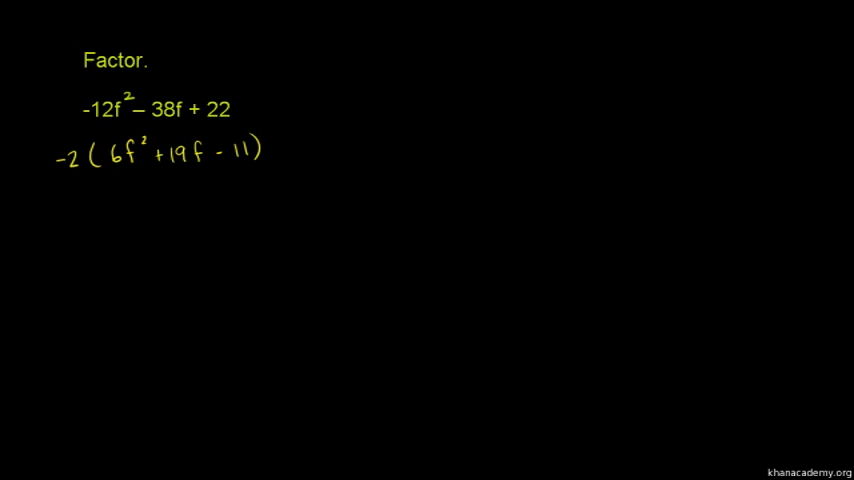 Factor.
-12f² – 38f + 22
-2 ( 6f² + 19f - 11)
khanacademy.org